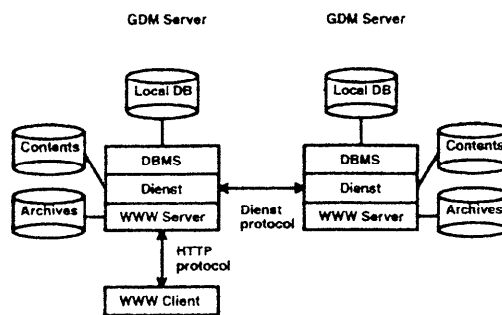 GDM Server
GDM Server
Local DB
Local DB
Contents
DBMS
DBMS
Contents
Dienst
Dienst
Archives
WWW Server
Dienst
protocol
WWW Server
Archives
HTTP
protocol
WWW Client